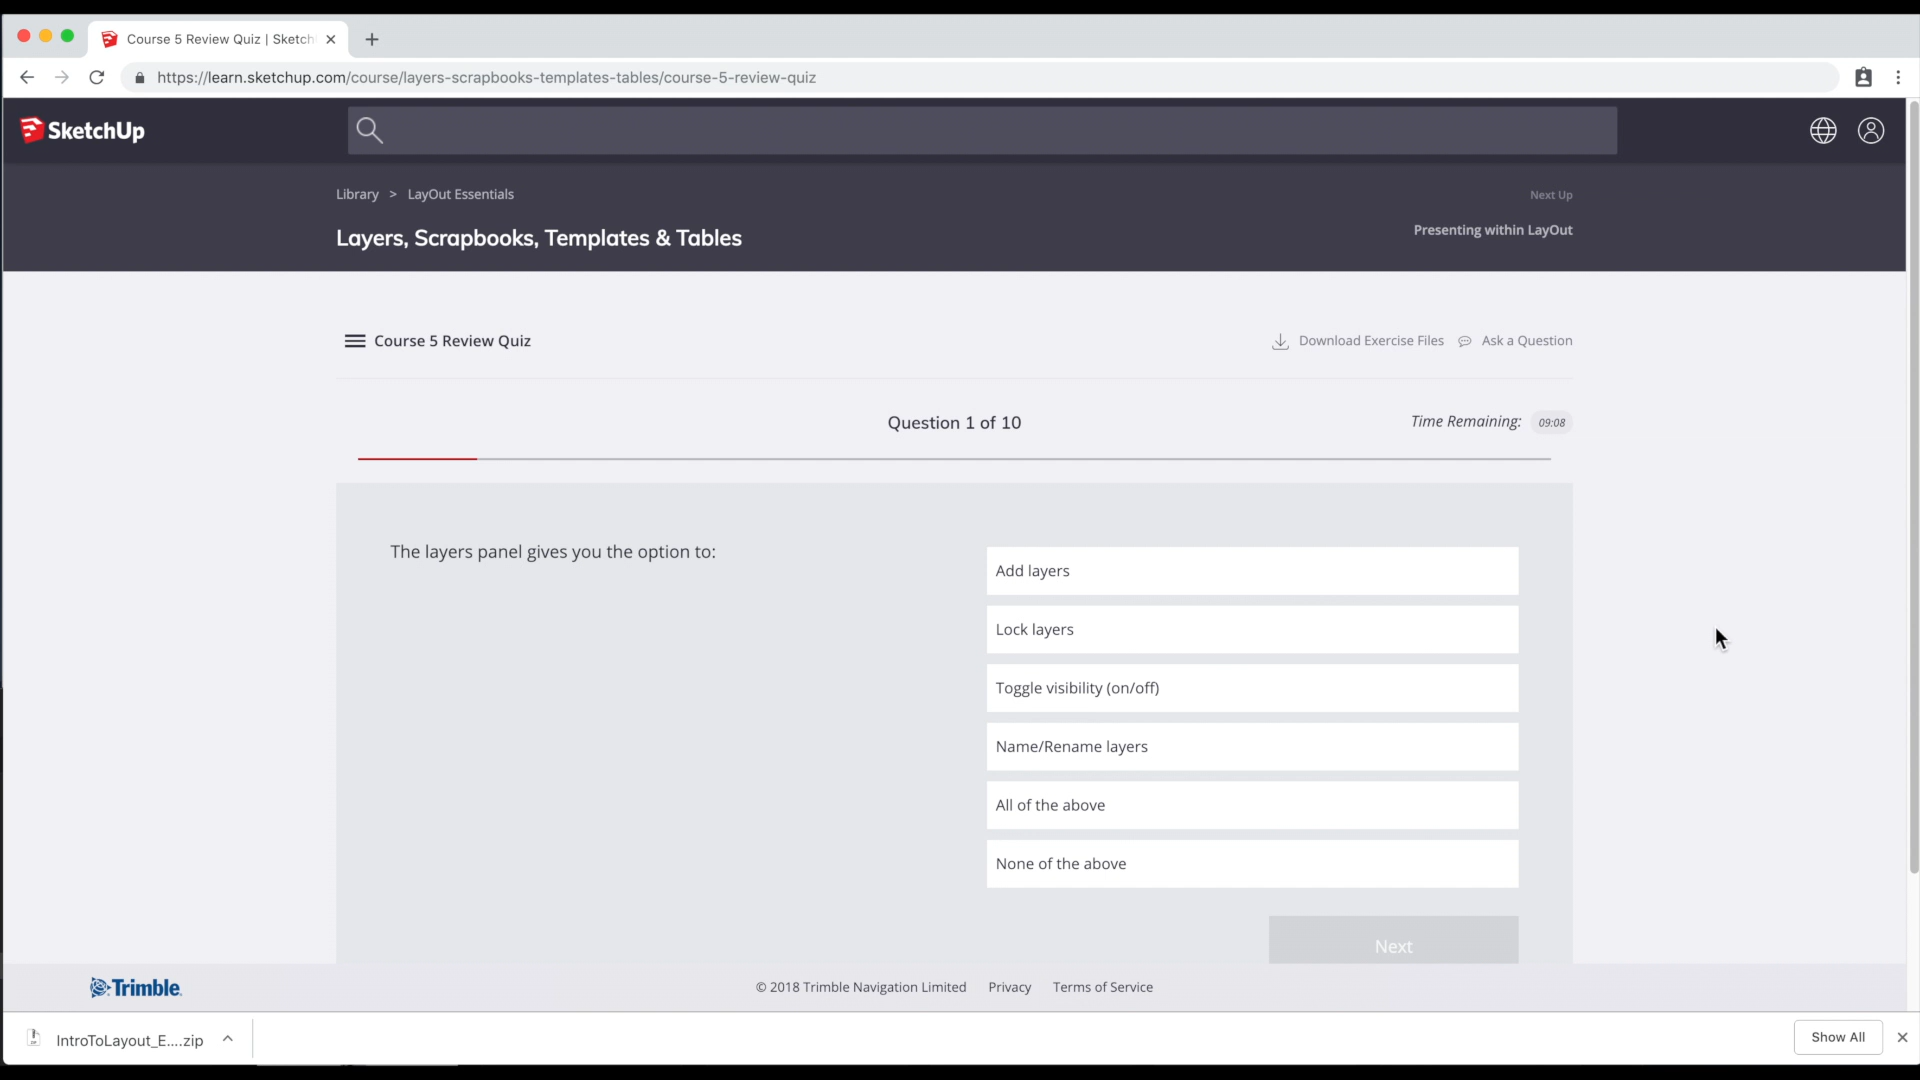 Course 5 Review Quiz | Sketch
https://learn.sketchup.com/course/layers-scrapbooks-templates-tables/course-5-review-quiz
SketchUp
Library > LayOut Essentials
Next Up
Layers, Scrapbooks, Templates & Tables
Presenting within LayOut
Course 5 Review Quiz
Download Exercise Files
Ask a Question
Question 1 of 10
Time Remaining: 09:08
The layers panel gives you the option to:
Add layers
Lock layers
Toggle visibility (on/off)
Name/Rename layers
All of the above
None of the above
Next
Trimble.
© 2018 Trimble Navigation Limited Privacy Terms of Service
IntroToLayout_E....zip
Show All